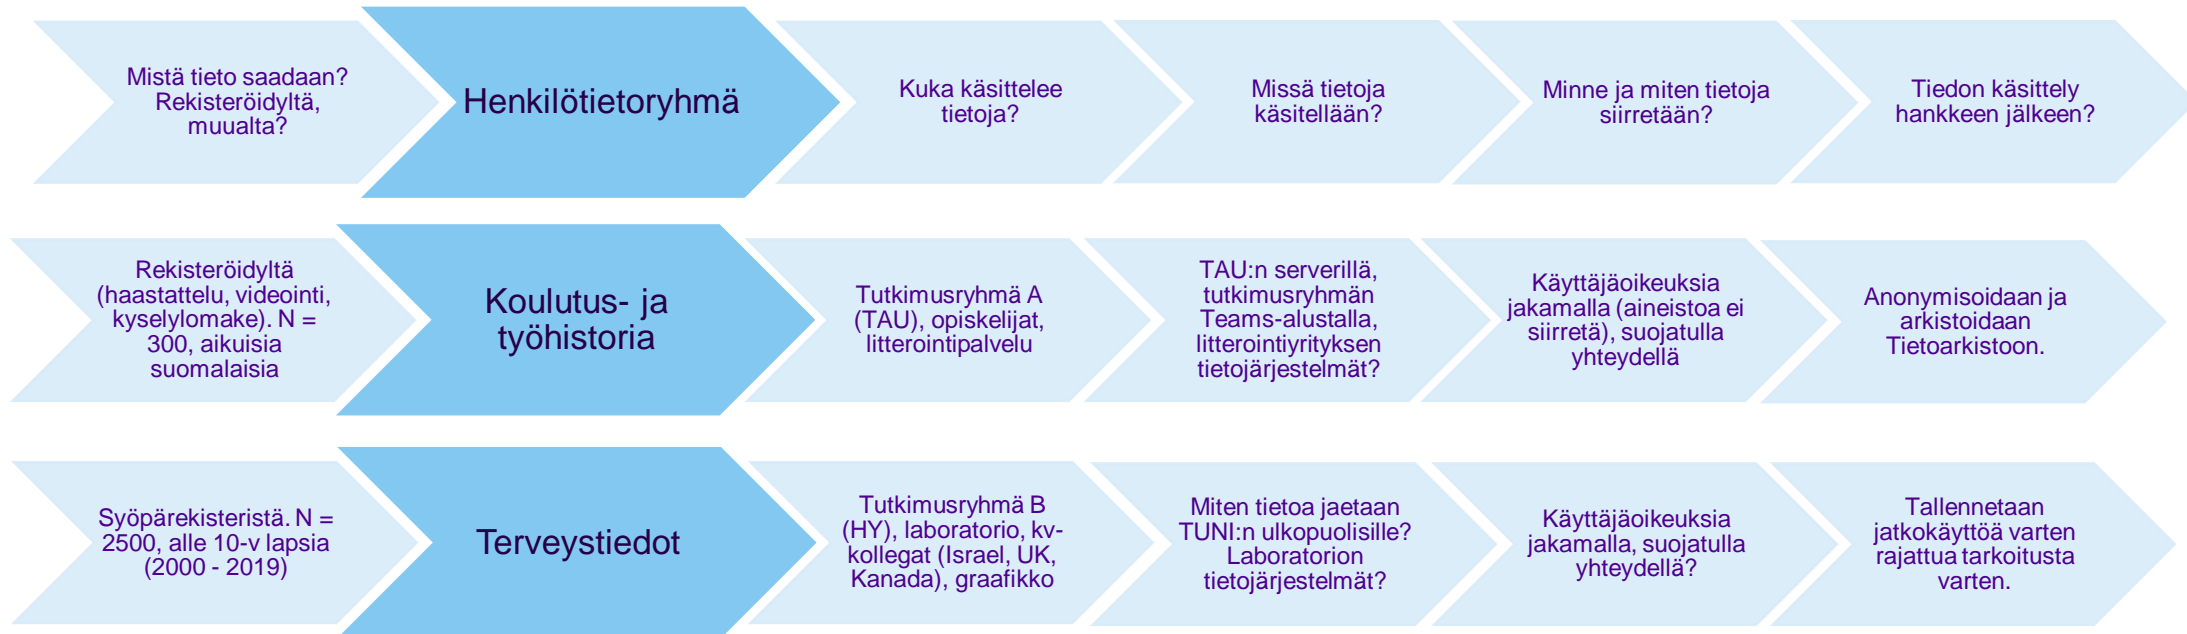 Mistä tieto saadaan?
Rekisteröidyltä,
muualta?
Henkilötietoryhmä
Kuka käsittelee
tietoja?
Missä tietoja
käsitellään?
Minne ja miten tietoja
siirretään?
Tiedon käsittely
hankkeen jälkeen?
Rekisteröidyltä
(haastattelu, videointi,
kyselylomake). N =
300, aikuisia
suomalaisia
Koulutus- ja
työhistoria
Tutkimusryhmä A
(TAU), opiskelijat,
litterointipalvelu
TAU:n serverillä,
tutkimusryhmän
Teams-alustalla,
litterointiyrityksen
tietojärjestelmät?
Käyttäjäoikeuksia
jakamalla (aineistoa ei
siirretä), suojatulla
yhteydellä
Anonymisoidaan ja
arkistoidaan
Tietoarkistoon.
Syöpärekisteristä. N =
2500, alle 10-v lapsia
(2000 - 2019)
Terveystiedot
Tutkimusryhmä B
(HY), laboratorio, kv-
kollegat (Israel, UK,
Kanada), graafikko
Miten tietoa jaetaan
TUNI:n ulkopuolisille?
Laboratorion
tietojärjestelmät?
Käyttäjäoikeuksia
jakamalla, suojatulla
yhteydellä?
Tallennetaan
jatkokäyttöä varten
rajattua tarkoitusta
varten.